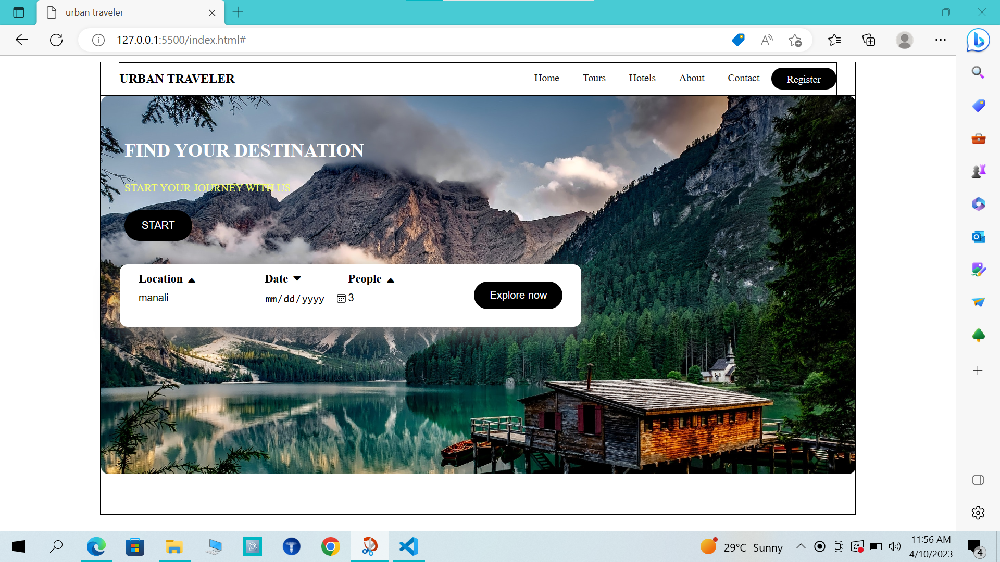 urban traveler
127.0.0.1:5500/index.html#
URBAN TRAVELER
Home Tours Hotels About Contact Register
FIND YOUR DESTINATION
START YOUR JOURNEY WITH US
START
Location Date People
manali mm/dd/yyyy 3
Explore now
29°C Sunny
11:56 AM
4/10/2023
4